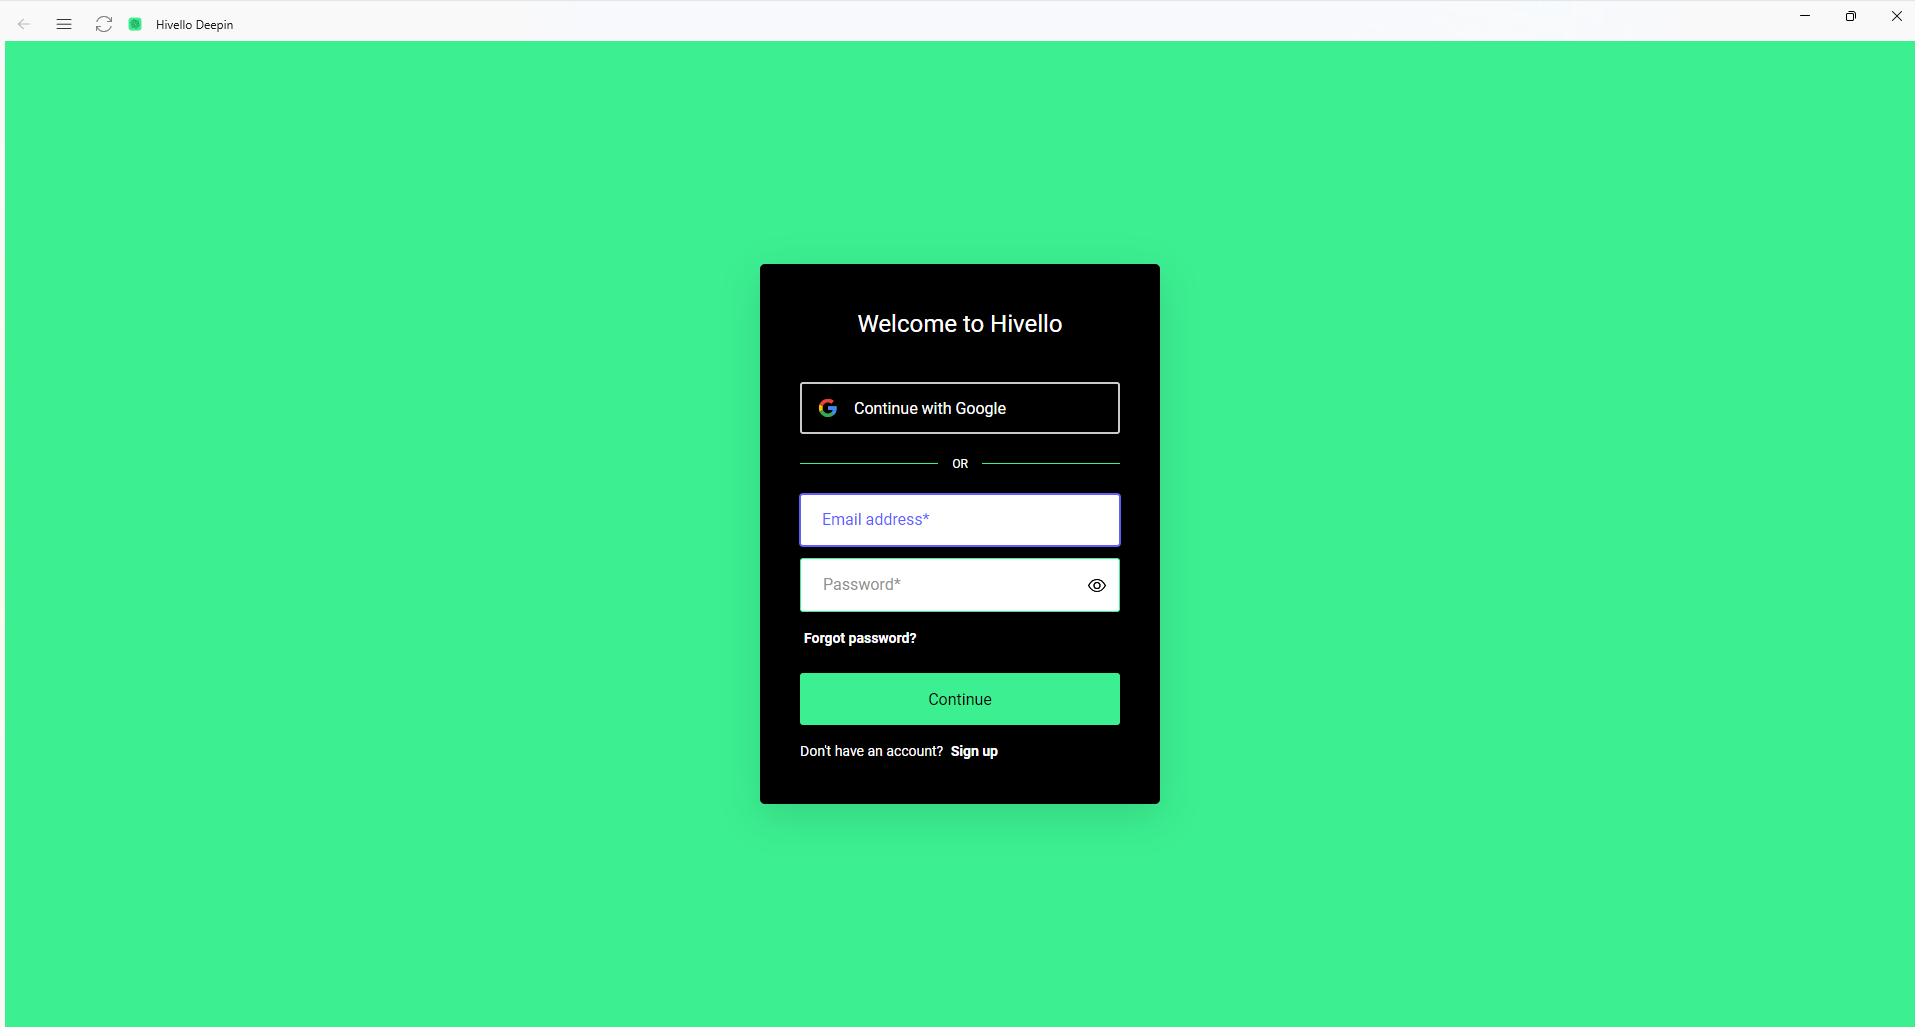 Hivello Deepin
Welcome to Hivello
Continue with Google
OR
Email address*
Password*
Forgot password?
Continue
Don't have an account? Sign up